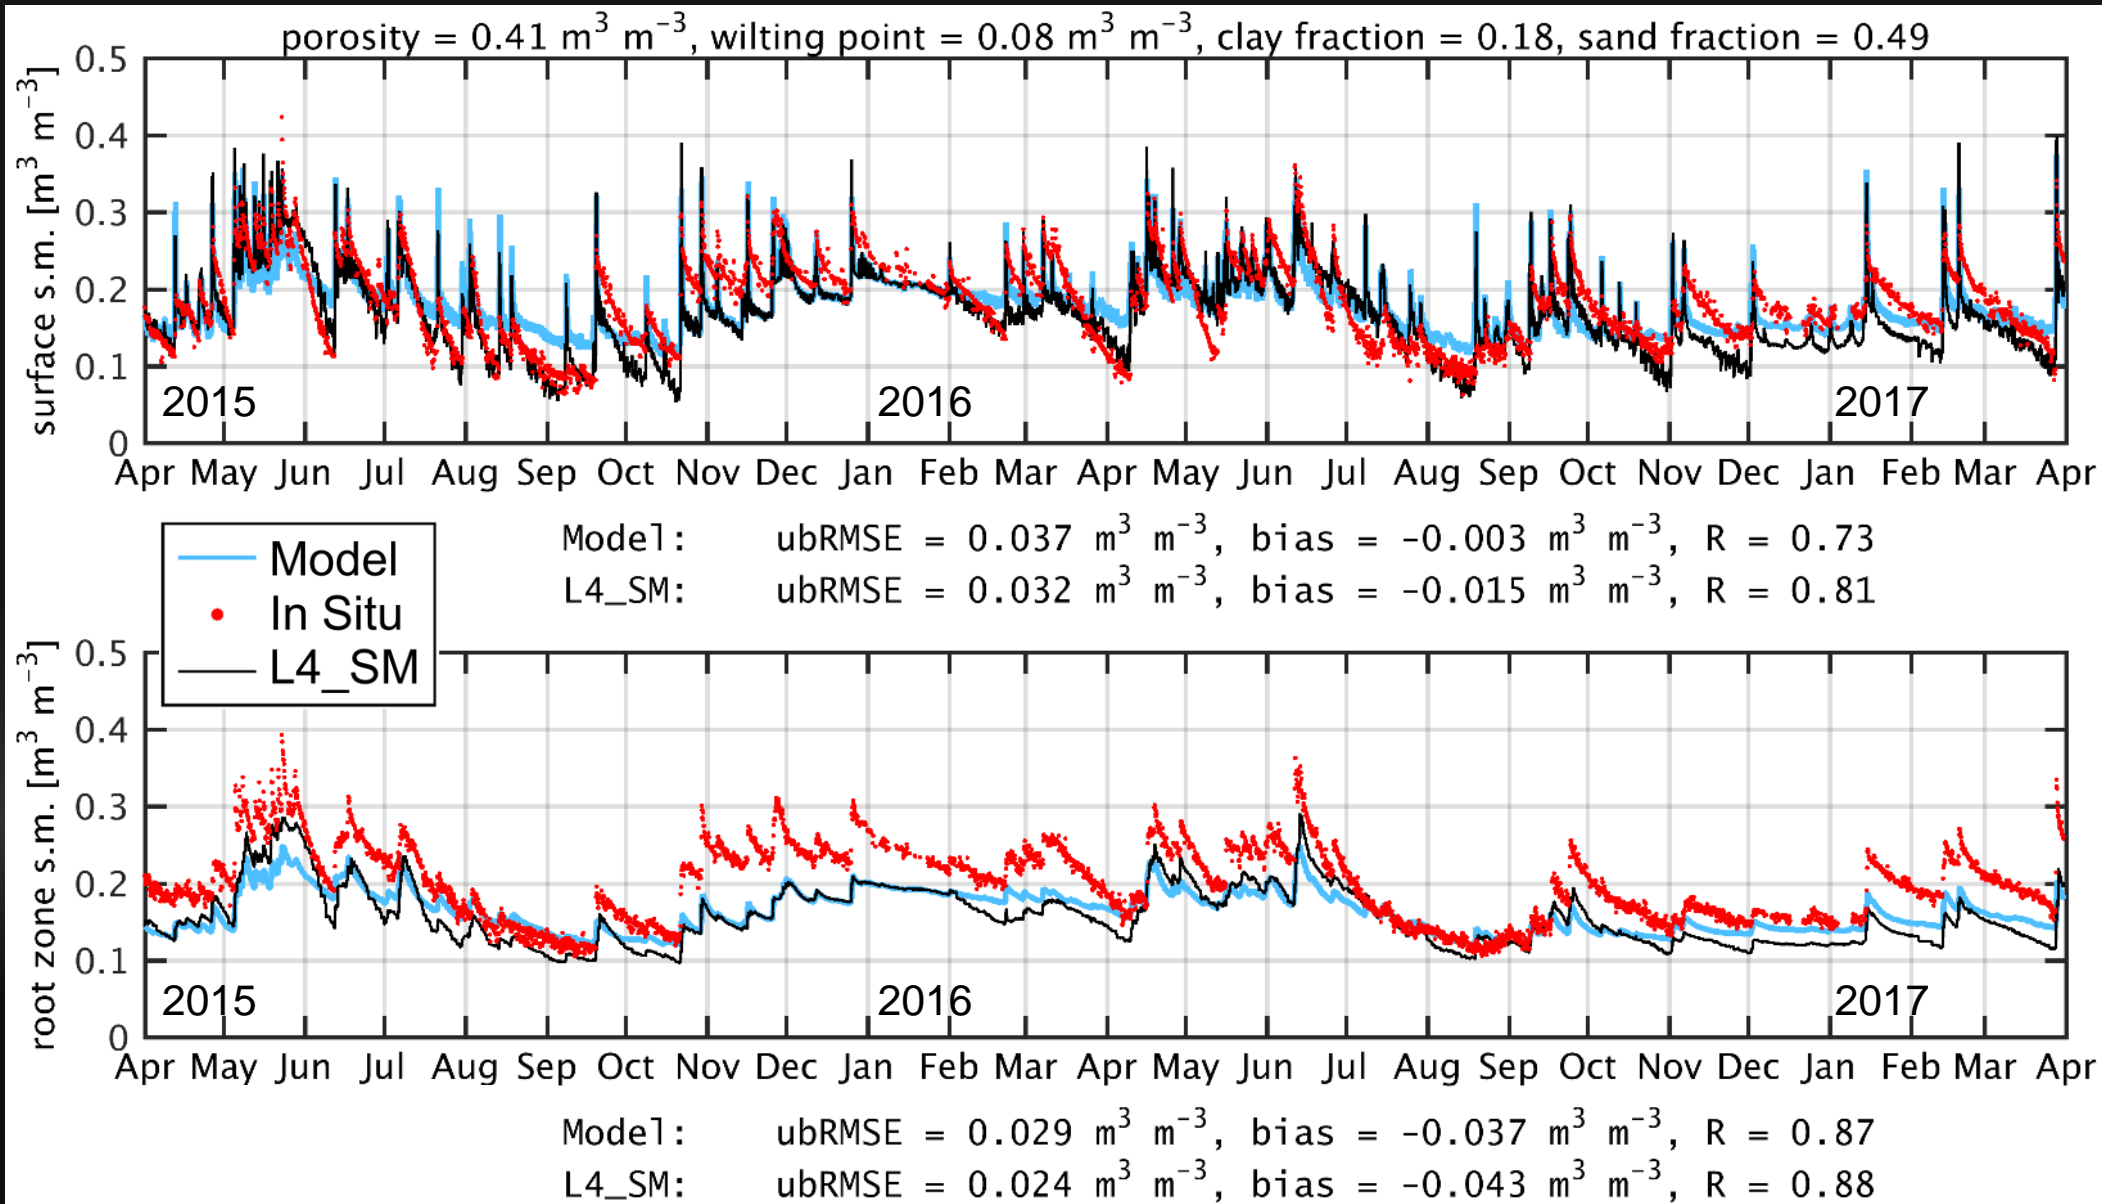 porosity = 0.41 m³ m⁻³, wilting point = 0.08 m³ m⁻³, clay fraction = 0.18, sand fraction = 0.49
surface s.m. [m³ m⁻³]
0.5
0.4
0.3
0.2
0.1
0
2015 2016 2017
Apr May Jun Jul Aug Sep Oct Nov Dec Jan Feb Mar Apr May Jun Jul Aug Sep Oct Nov Dec Jan Feb Mar Apr
Model: ubRMSE = 0.037 m³ m⁻³, bias = -0.003 m³ m⁻³, R = 0.73
L4_SM: ubRMSE = 0.032 m³ m⁻³, bias = -0.015 m³ m⁻³, R = 0.81
Model
In Situ
L4_SM
root zone s.m. [m³ m⁻³]
0.5
0.4
0.3
0.2
0.1
0
2015 2016 2017
Apr May Jun Jul Aug Sep Oct Nov Dec Jan Feb Mar Apr May Jun Jul Aug Sep Oct Nov Dec Jan Feb Mar Apr
Model: ubRMSE = 0.029 m³ m⁻³, bias = -0.037 m³ m⁻³, R = 0.87
L4_SM: ubRMSE = 0.024 m³ m⁻³, bias = -0.043 m³ m⁻³, R = 0.88